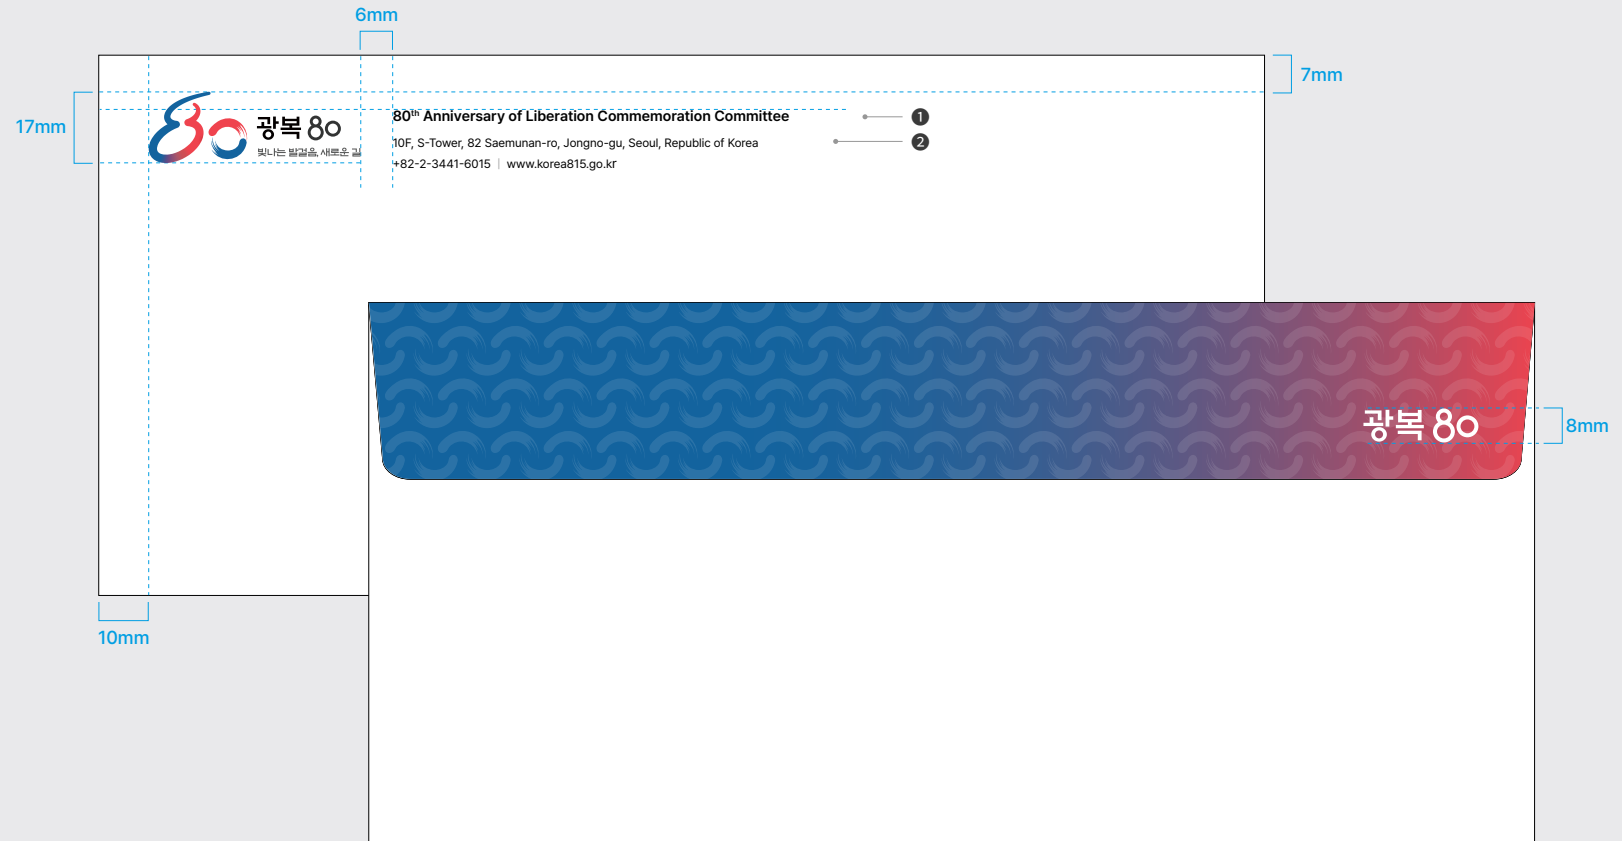 6mm
7mm
17mm
광복 80
빛나는 발걸음, 새로운 길
80th Anniversary of Liberation Commemoration Committee
1
10F, S-Tower, 82 Saemunan-ro, Jongno-gu, Seoul, Republic of Korea
2
+82-2-3441-6015 | www.korea815.go.kr
광복 80
8mm
10mm